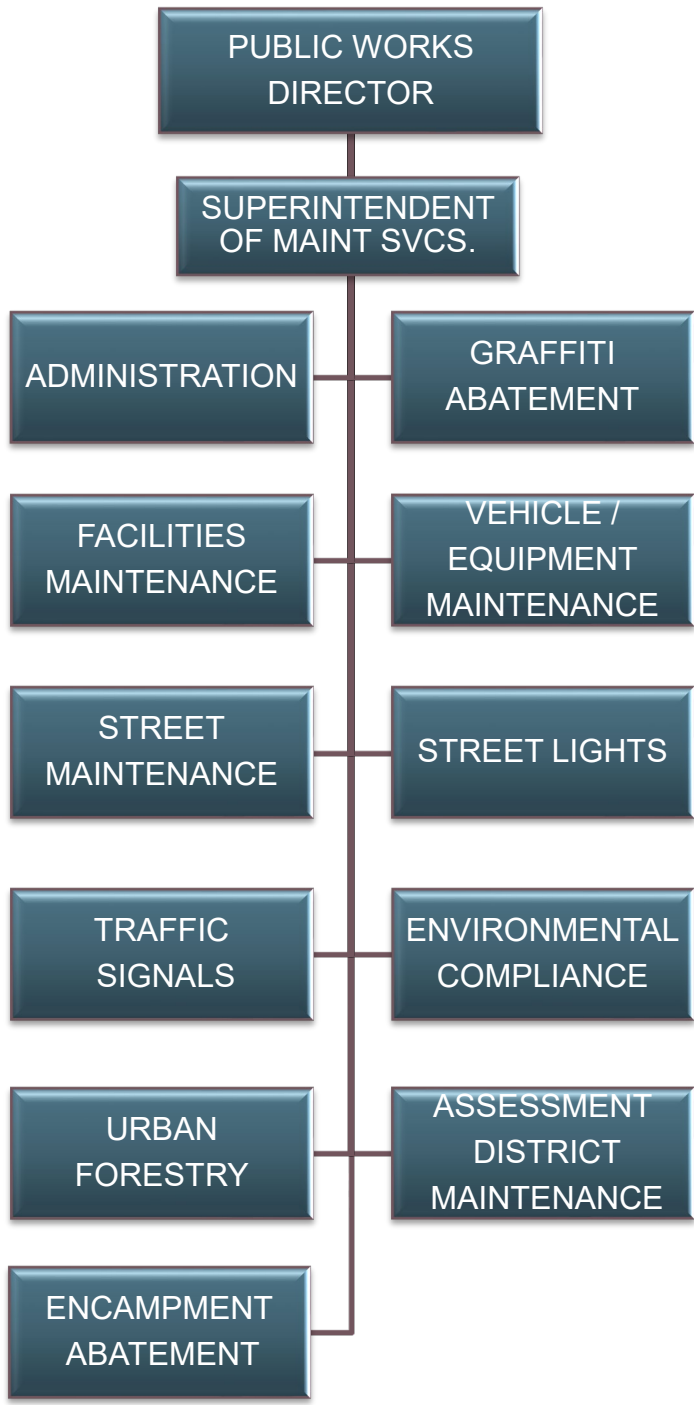 PUBLIC WORKS
DIRECTOR
SUPERINTENDENT
OF MAINT SVCS.
ADMINISTRATION
GRAFFITI
ABATEMENT
FACILITIES
MAINTENANCE
VEHICLE /
EQUIPMENT
MAINTENANCE
STREET
MAINTENANCE
STREET LIGHTS
TRAFFIC
SIGNALS
ENVIRONMENTAL
COMPLIANCE
URBAN
FORESTRY
ASSESSMENT
DISTRICT
MAINTENANCE
ENCAMPMENT
ABATEMENT